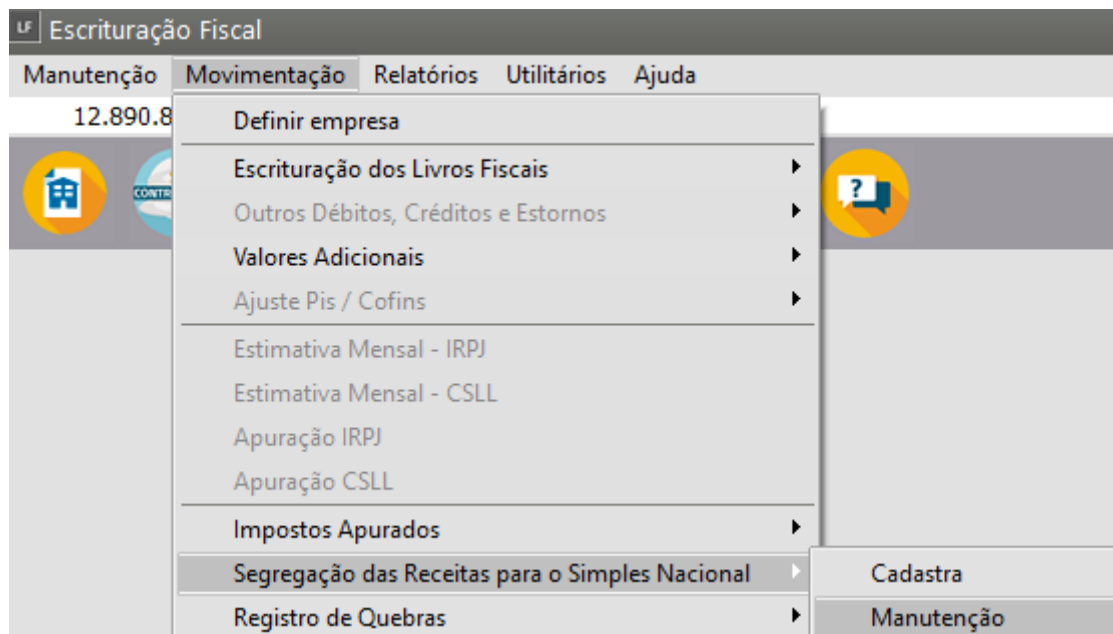 LF Escrituração Fiscal
Manutenção Movimentação Relatórios Utilitários Ajuda
12.890.8
Definir empresa
Escrituração dos Livros Fiscais
Outros Débitos, Créditos e Estornos
Valores Adicionais
Ajuste Pis / Cofins
Estimativa Mensal - IRPJ
Estimativa Mensal - CSLL
Apuração IRPJ
Apuração CSLL
Impostos Apurados
Segregação das Receitas para o Simples Nacional
Cadastra
Registro de Quebras
Manutenção